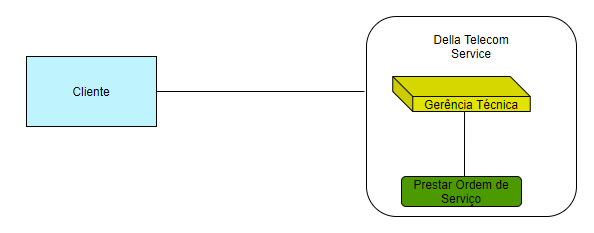 Della Telecom
Service
Cliente
Gerência Técnica
Prestar Ordem de
Serviço